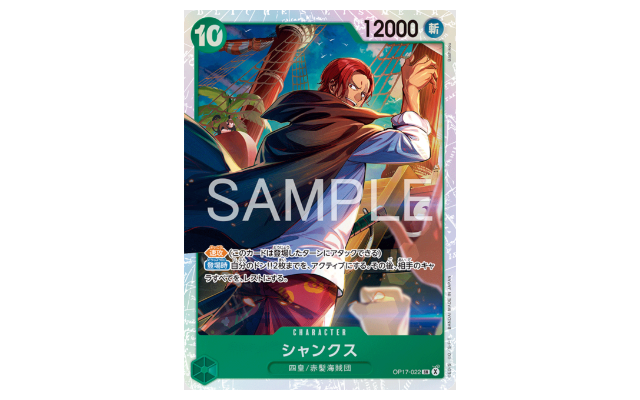 10
12000
斬
SAMPLE
速攻 (このカードは登場したターンにアタックできる)
登場時 自分のドン!!2枚までを、アクティブにする。その後、相手のキャ
ラすべてを、レストにする。
CHARACTER
シャンクス
四皇/赤髪海賊団
OP17-022 SR